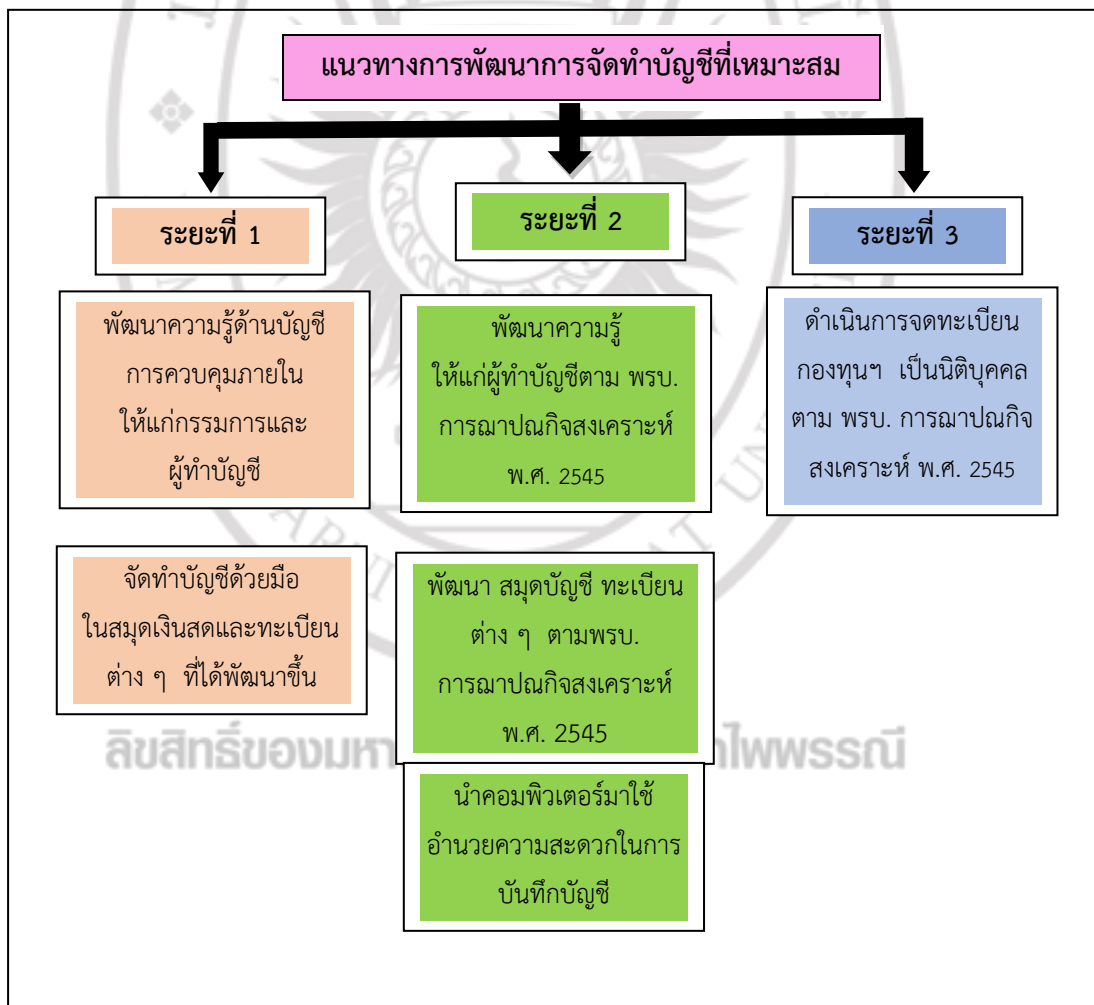 แนวทางการพัฒนาการจัดทำบัญชีที่เหมาะสม
ระยะที่ 1
พัฒนาความรู้ด้านบัญชี
การควบคุมภายใน
ให้แก่กรรมการและ
ผู้ทำบัญชี
จัดทำบัญชีด้วยมือ
ในสมุดเงินสดและทะเบียน
ต่าง ๆ ที่ได้พัฒนาขึ้น
ระยะที่ 2
พัฒนาความรู้
ให้แก่ผู้ทำบัญชีตาม พรบ.
การฌาปณกิจสงเคราะห์
พ.ศ. 2545
พัฒนา สมุดบัญชี ทะเบียน
ต่าง ๆ ตามพรบ.
การฌาปณกิจสงเคราะห์
พ.ศ. 2545
นำคอมพิวเตอร์มาใช้
อำนวยความสะดวกในการ
บันทึกบัญชี
ระยะที่ 3
ดำเนินการจดทะเบียน
กองทุนฯ เป็นนิติบุคคล
ตาม พรบ. การฌาปณกิจ
สงเคราะห์ พ.ศ. 2545
ลิขสิทธิ์ของมหา ไพพรรณี